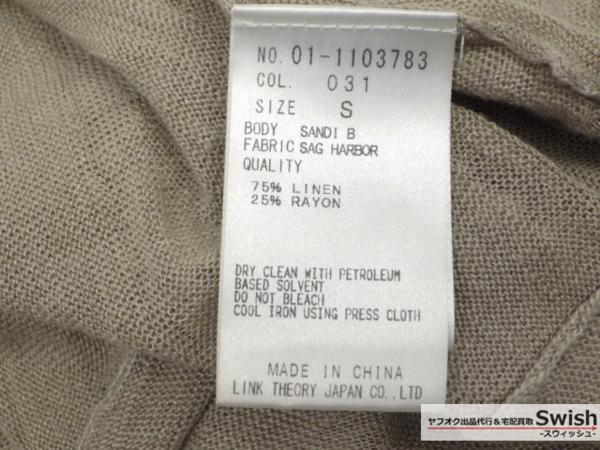 NO. 01-1103783
COL. 031
SIZE S
BODY SANDI B
FABRIC SAG HARBOR
QUALITY
75% LINEN
25% RAYON
DRY CLEAN WITH PETROLEUM
BASED SOLVENT
DO NOT BLEACH
COOL IRON USING PRESS CLOTH
MADE IN CHINA
LINK THEORY JAPAN CO.,LTD
ヤフオク出品代行&宅配買取 Swish
-スウィッシュ-